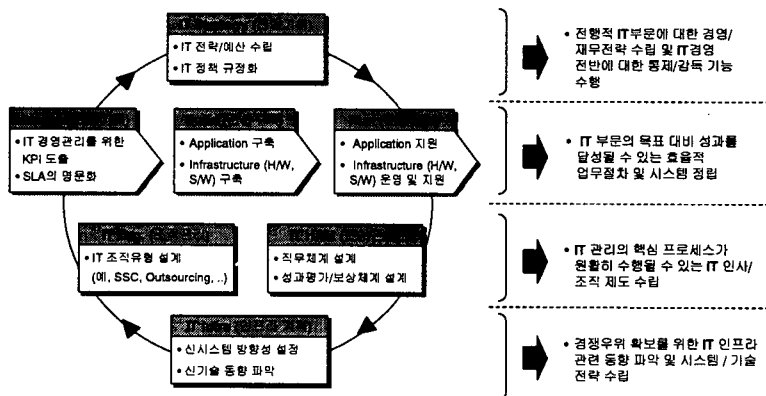 • IT 전략/예산 수립
• IT 정책 규정화
• 전행적 IT부문에 대한 경영/
재무전략 수립 및 IT경영
전반에 대한 통제/감독 기능
수행
• IT 경영관리를 위한
KPI 도출
• SLA의 명문화
• Application 구축
• Infrastructure (H/W,
S/W) 구축
• Application 지원
• Infrastructure (H/W,
S/W) 운영 및 지원
• IT 부문의 목표 대비 성과를
달성될 수 있는 효율적
업무절차 및 시스템 정립
• IT 조직유형 설계
(예, SSC, Outsourcing, ..)
• 직무체계 설계
• 성과평가/보상체계 설계
• IT 관리의 핵심 프로세스가
원활히 수행될 수 있는 IT 인사/
조직 제도 수립
• 신시스템 방향성 설정
• 신기술 동향 파악
• 경쟁우위 확보를 위한 IT 인프라
관련 동향 파악 및 시스템 / 기술
전략 수립